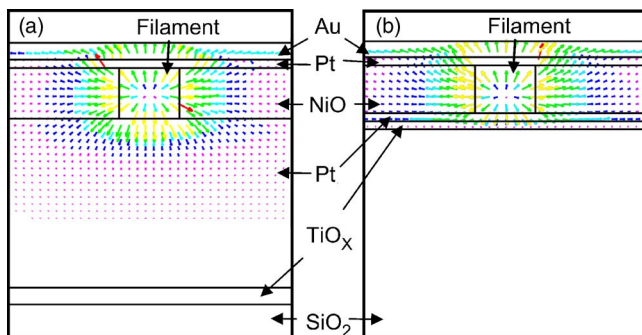 (a) Filament Au (b) Filament
Pt
NiO
Pt
TiOX
SiO2